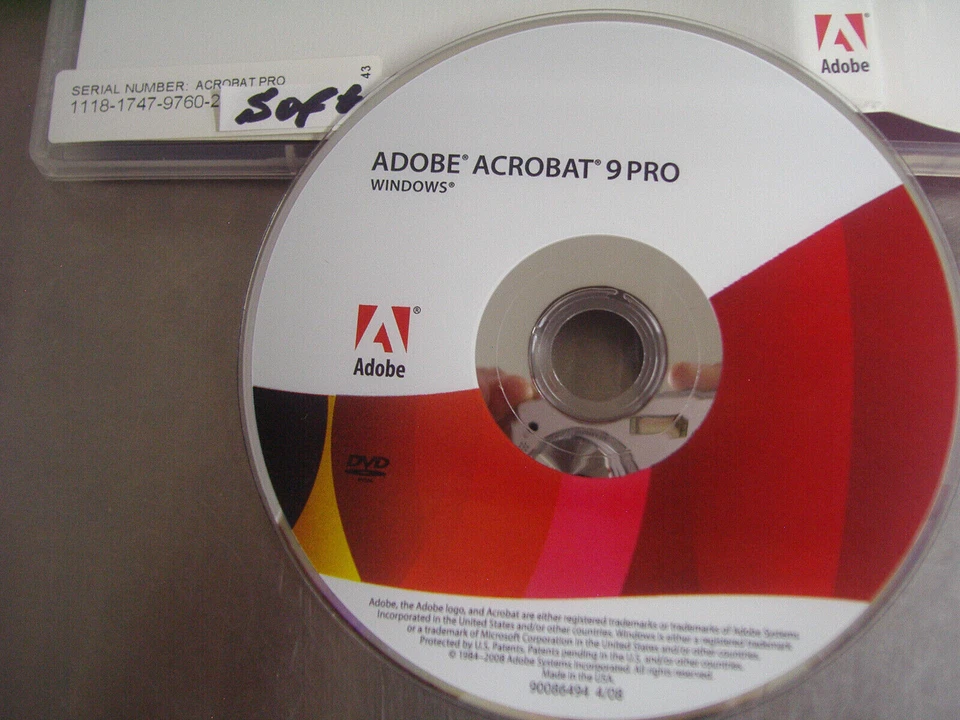 Adobe
SERIAL NUMBER: ACROBAT PRO
1118-1747-9760-2
43
Soft
ADOBE® ACROBAT® 9 PRO
WINDOWS®
Adobe
DVD
Adobe, the Adobe logo, and Acrobat are either registered trademarks or trademarks of Adobe Systems
Incorporated in the United States and/or other countries. Windows is either a registered trademark
or a trademark of Microsoft Corporation in the United States and/or other countries.
Protected by U.S. Patents. Patents pending in the U.S. and/or other countries.
© 1984-2008 Adobe Systems Incorporated. All rights reserved.
Made in the USA.
90086494 4/08